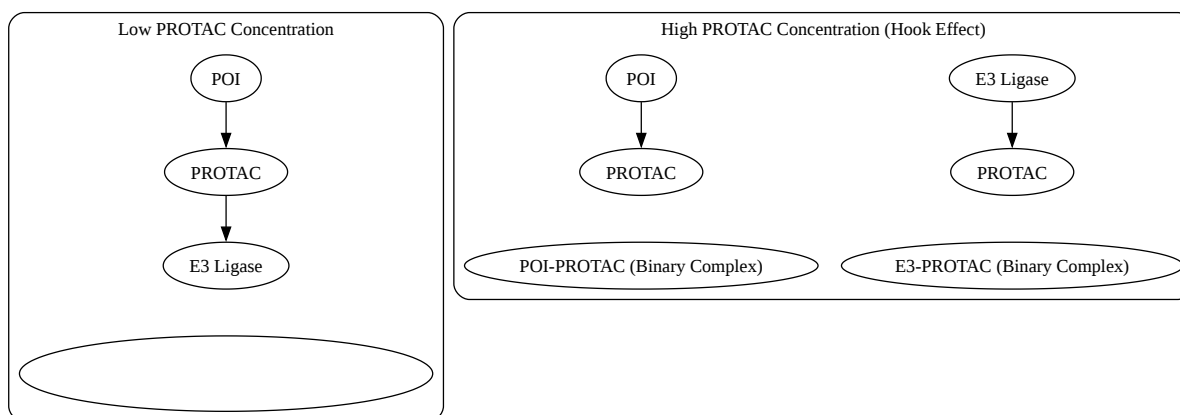 Low PROTAC Concentration
POI
PROTAC
E3 Ligase
High PROTAC Concentration (Hook Effect)
POI
E3 Ligase
PROTAC
PROTAC
POI-PROTAC (Binary Complex)
E3-PROTAC (Binary Complex)